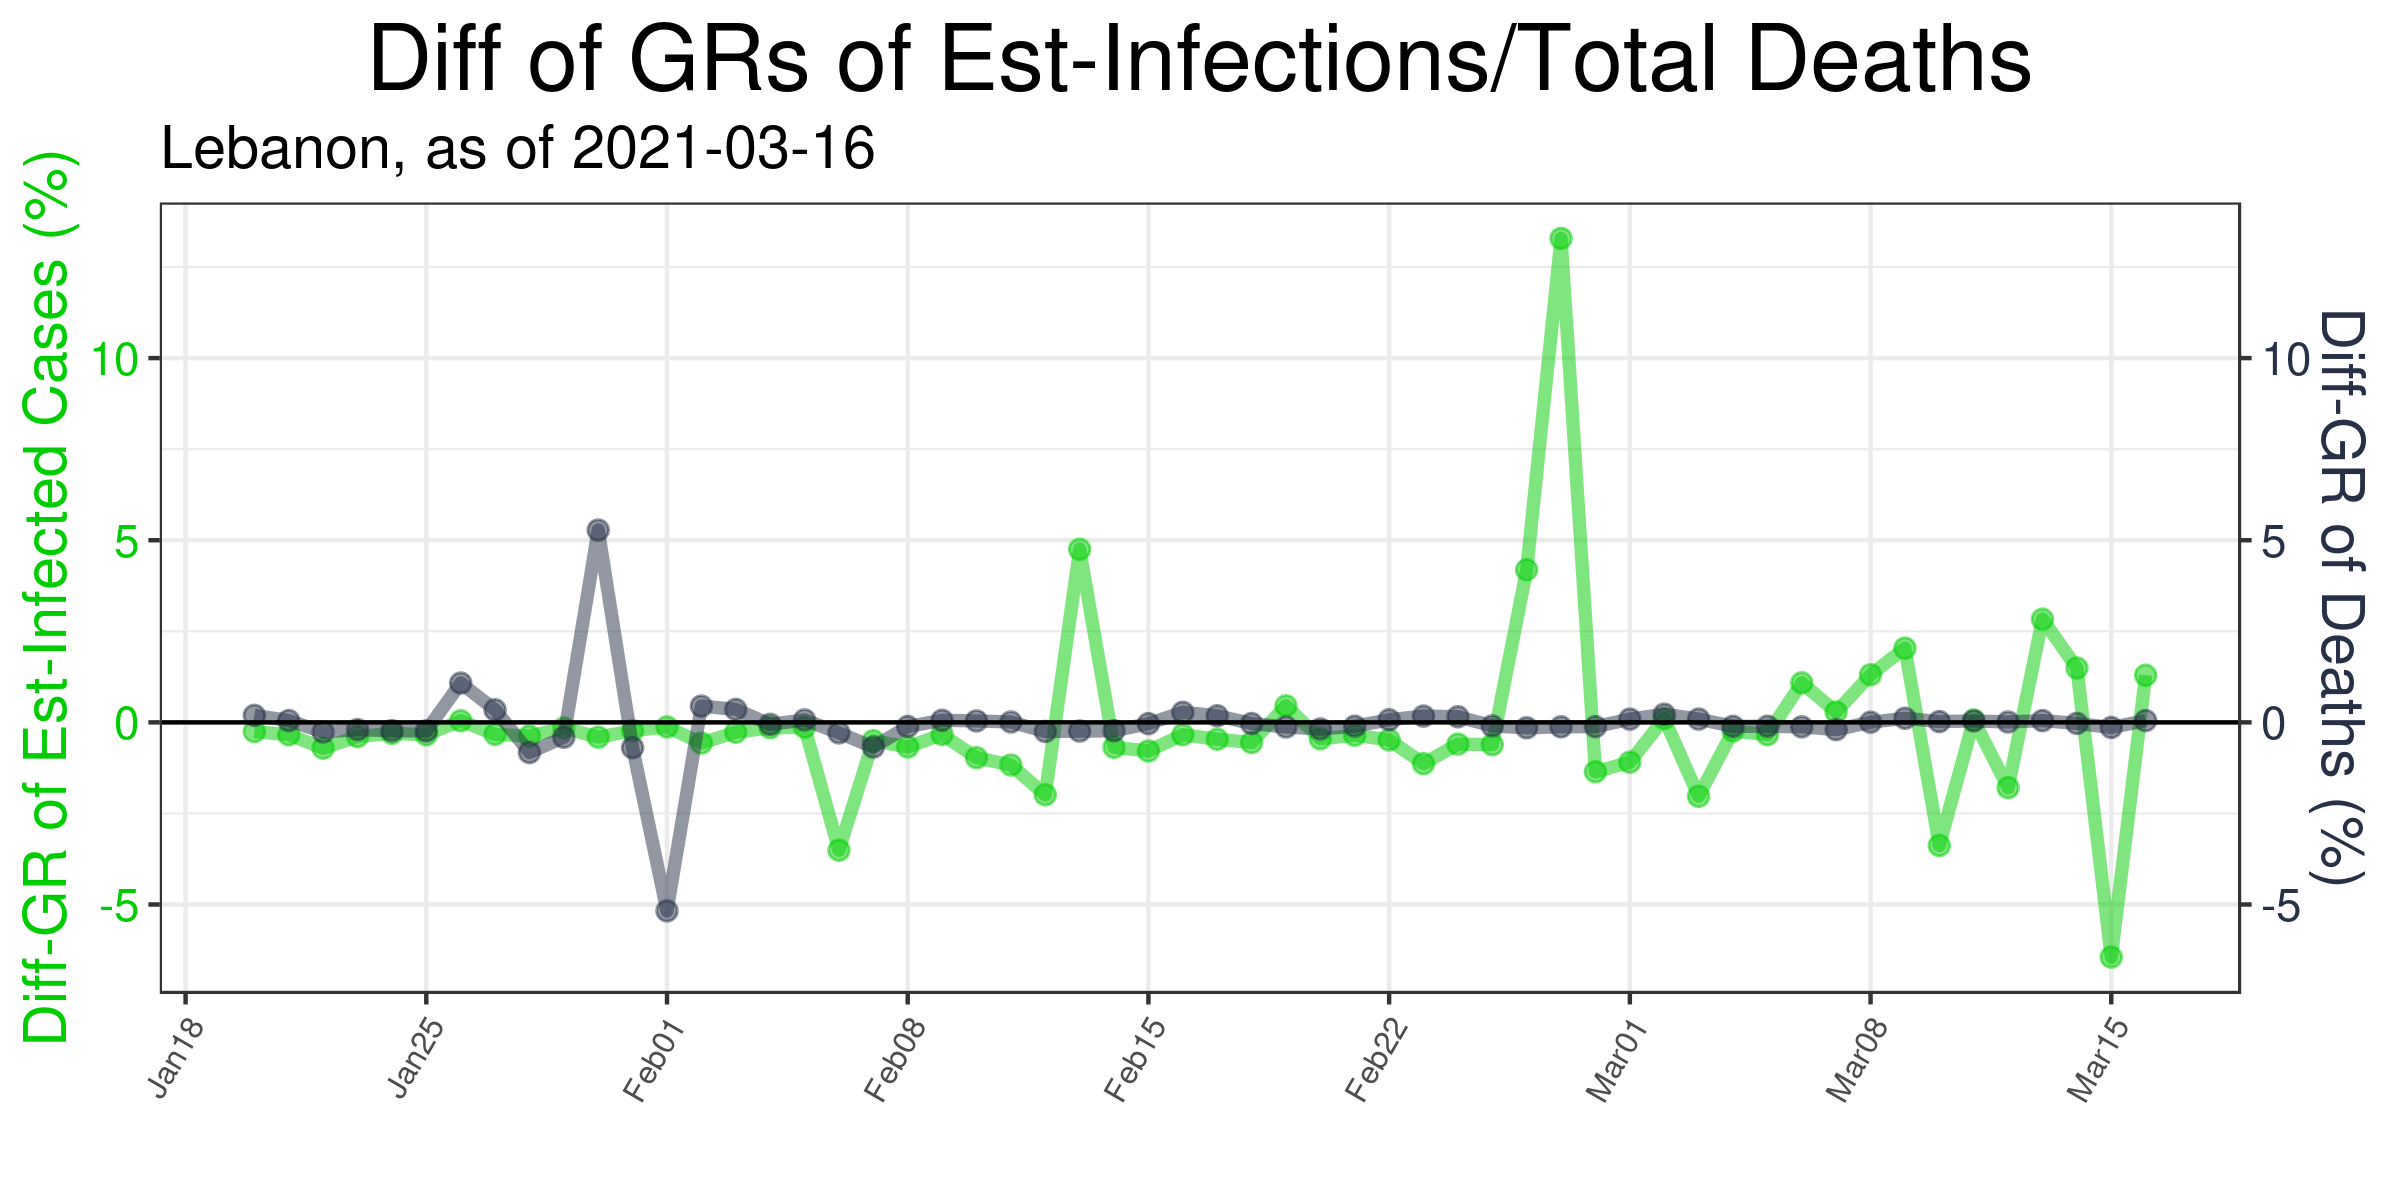 Diff of GRs of Est-Infections/Total Deaths
Lebanon, as of 2021-03-16
Diff-GR of Est-Infected Cases (%)
10
5
0
-5
10
5
0
-5
Diff-GR of Deaths (%)
Jan18
Jan25
Feb01
Feb08
Feb15
Feb22
Mar01
Mar08
Mar15